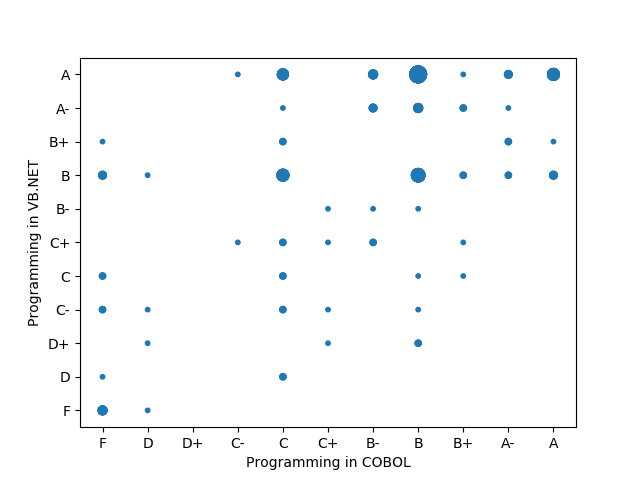 Programming in VB.NET
A
A-
B+
B
B-
C+
C
C-
D+
D
F
F D D+ C- C C+ B- B B+ A- A
Programming in COBOL